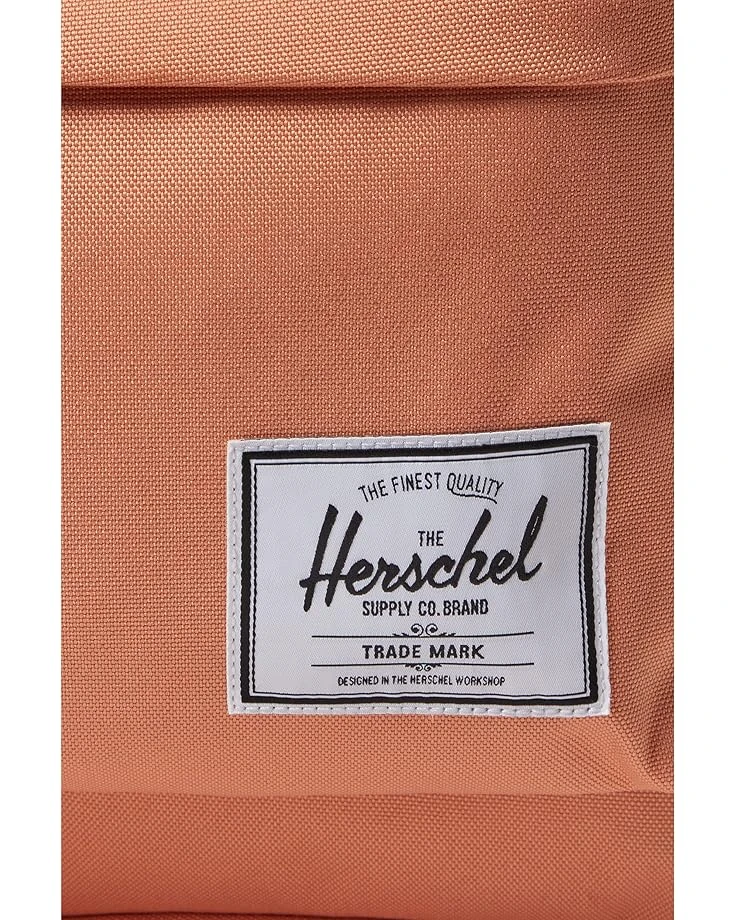 THE FINEST QUALITY
THE
Herschel
SUPPLY CO. BRAND
TRADE MARK
DESIGNED IN THE HERSCHEL WORKSHOP